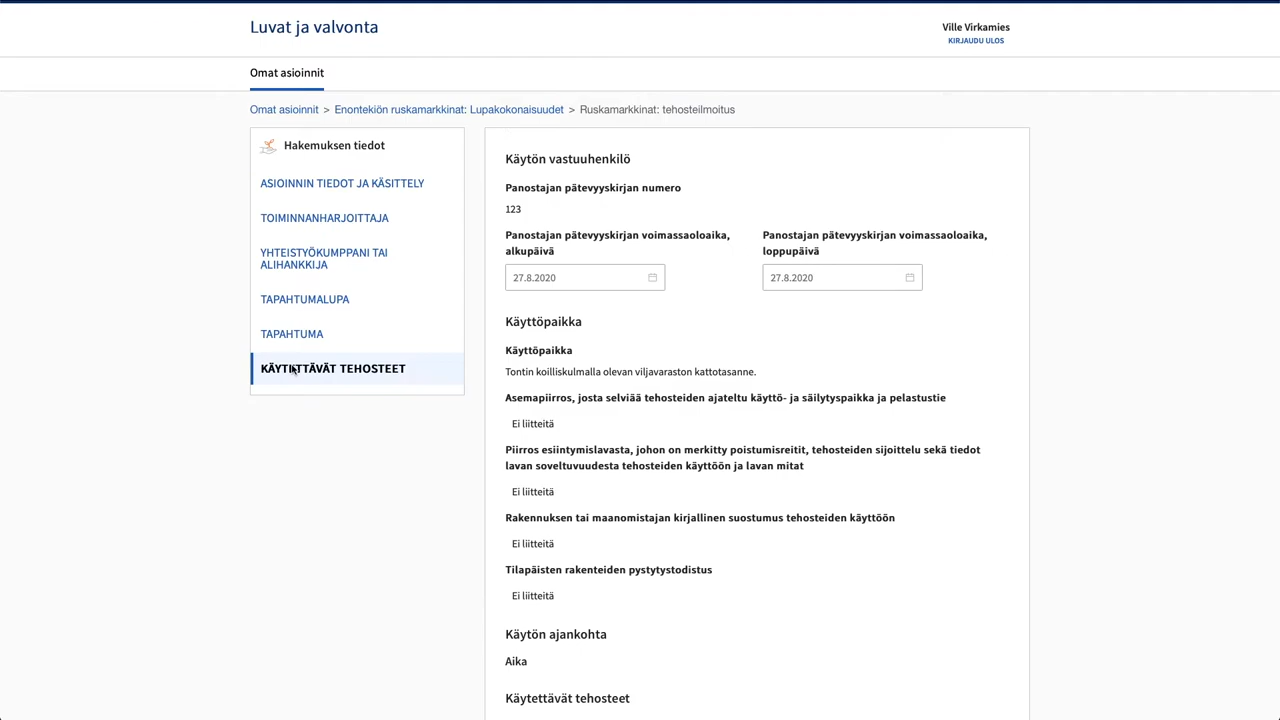 Luvat ja valvonta
Ville Virkamies
KIRJAUDU ULOS
Omat asioinnit
Omat asioinnit > Enontekiön ruskamarkkinat: Lupakokonaisuudet > Ruskamarkkinat: tehosteilmoitus
Hakemuksen tiedot
ASIOINNIN TIEDOT JA KÄSITTELY
TOIMINNANHARJOITTAJA
YHTEISTYÖKUMPPANI TAI
ALIHANKKIJA
TAPAHTUMALUPA
TAPAHTUMA
KÄYTETTÄVÄT TEHOSTEET
Käytön vastuuhenkilö
Panostajan pätevyyskirjan numero
123
Panostajan pätevyyskirjan voimassaoloaika,
alkupäivä
27.8.2020
Panostajan pätevyyskirjan voimassaoloaika,
loppupäivä
27.8.2020
Käyttöpaikka
Käyttöpaikka
Tontin koilliskulmalla olevan viljavaraston kattotasanne.
Asemapiirros, josta selviää tehosteiden ajateltu käyttö- ja säilytyspaikka ja pelastustie
Ei liitteitä
Piirros esiintymislavasta, johon on merkitty poistumisreitit, tehosteiden sijoittelu sekä tiedot
lavan soveltuvuudesta tehosteiden käyttöön ja lavan mitat
Ei liitteitä
Rakennuksen tai maanomistajan kirjallinen suostumus tehosteiden käyttöön
Ei liitteitä
Tilapäisten rakenteiden pystytystodistus
Ei liitteitä
Käytön ajankohta
Aika
Käytettävät tehosteet